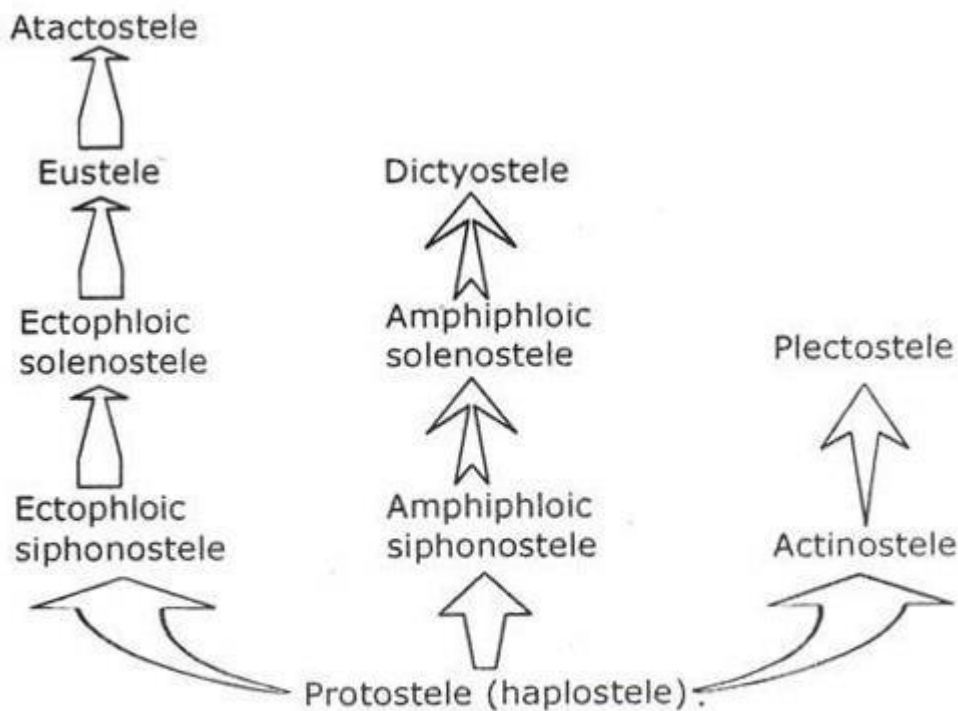 Atactostele
Eustele
Dictyostele
Ectophloic
solenostele
Amphiphloic
solenostele
Plectostele
Ectophloic
siphonostele
Amphiphloic
siphonostele
Actinostele
Protostele (haplostele) .